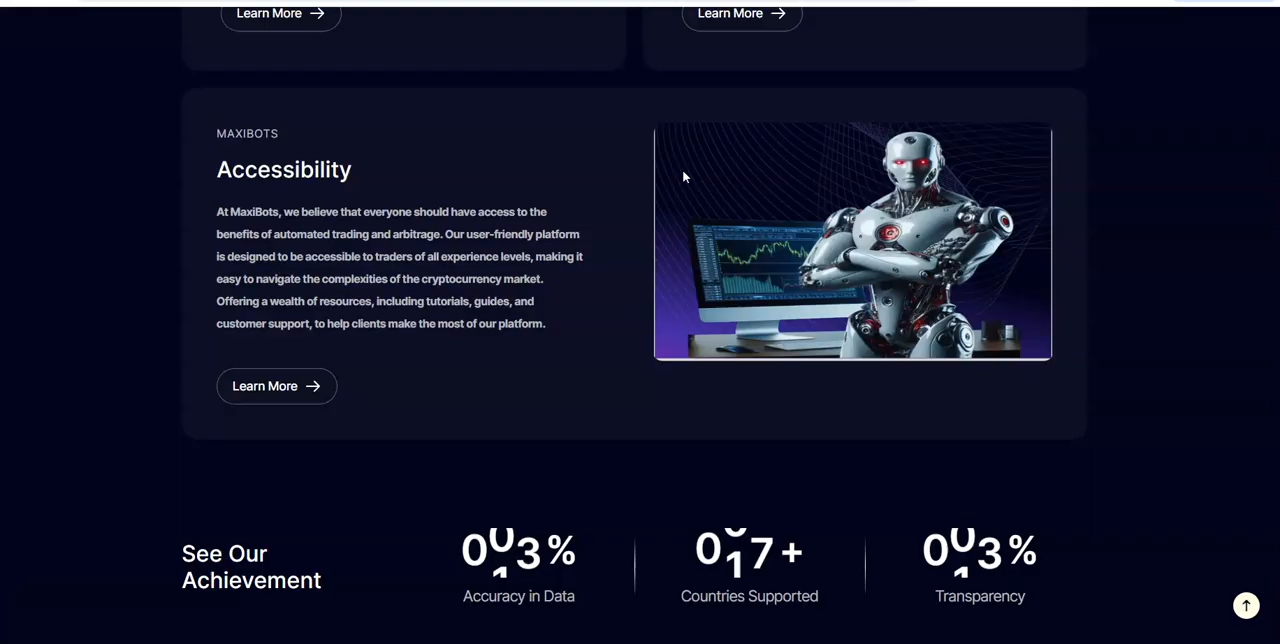 Learn More
Learn More
MAXIBOTS
Accessibility
At MaxiBots, we believe that everyone should have access to the
benefits of automated trading and arbitrage. Our user-friendly platform
is designed to be accessible to traders of all experience levels, making it
easy to navigate the complexities of the cryptocurrency market.
Offering a wealth of resources, including tutorials, guides, and
customer support, to help clients make the most of our platform.
Learn More
See Our
Achievement
Accuracy in Data
Countries Supported
Transparency